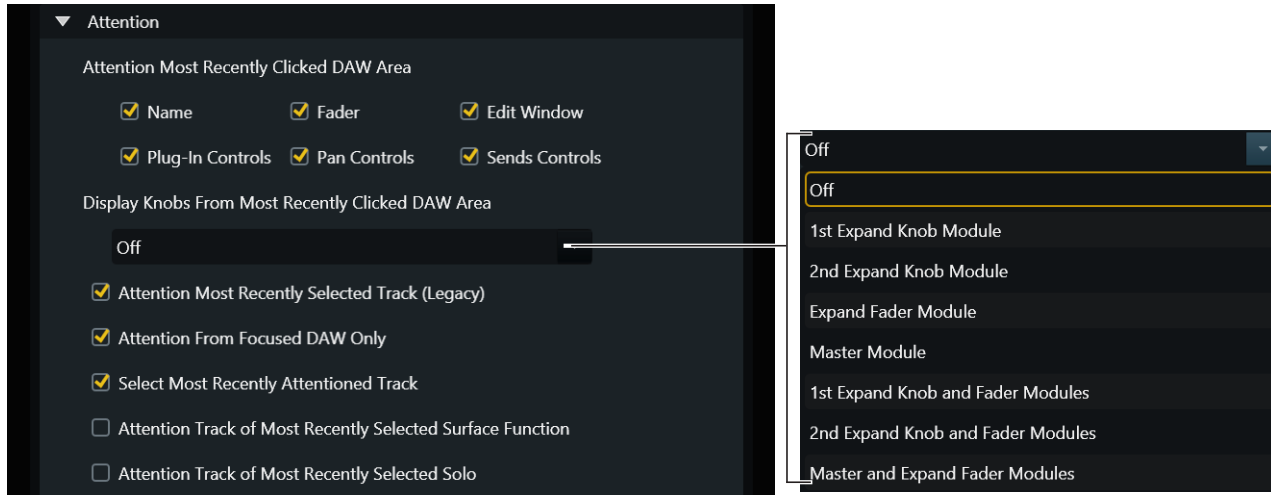 Attention
Attention Most Recently Clicked DAW Area
Name Fader Edit Window
Plug-In Controls Pan Controls Sends Controls
Display Knobs From Most Recently Clicked DAW Area
Off
Attention Most Recently Selected Track (Legacy)
Attention From Focused DAW Only
Select Most Recently Attentioned Track
Attention Track of Most Recently Selected Surface Function
Attention Track of Most Recently Selected Solo
Off
Off
1st Expand Knob Module
2nd Expand Knob Module
Expand Fader Module
Master Module
1st Expand Knob and Fader Modules
2nd Expand Knob and Fader Modules
Master and Expand Fader Modules